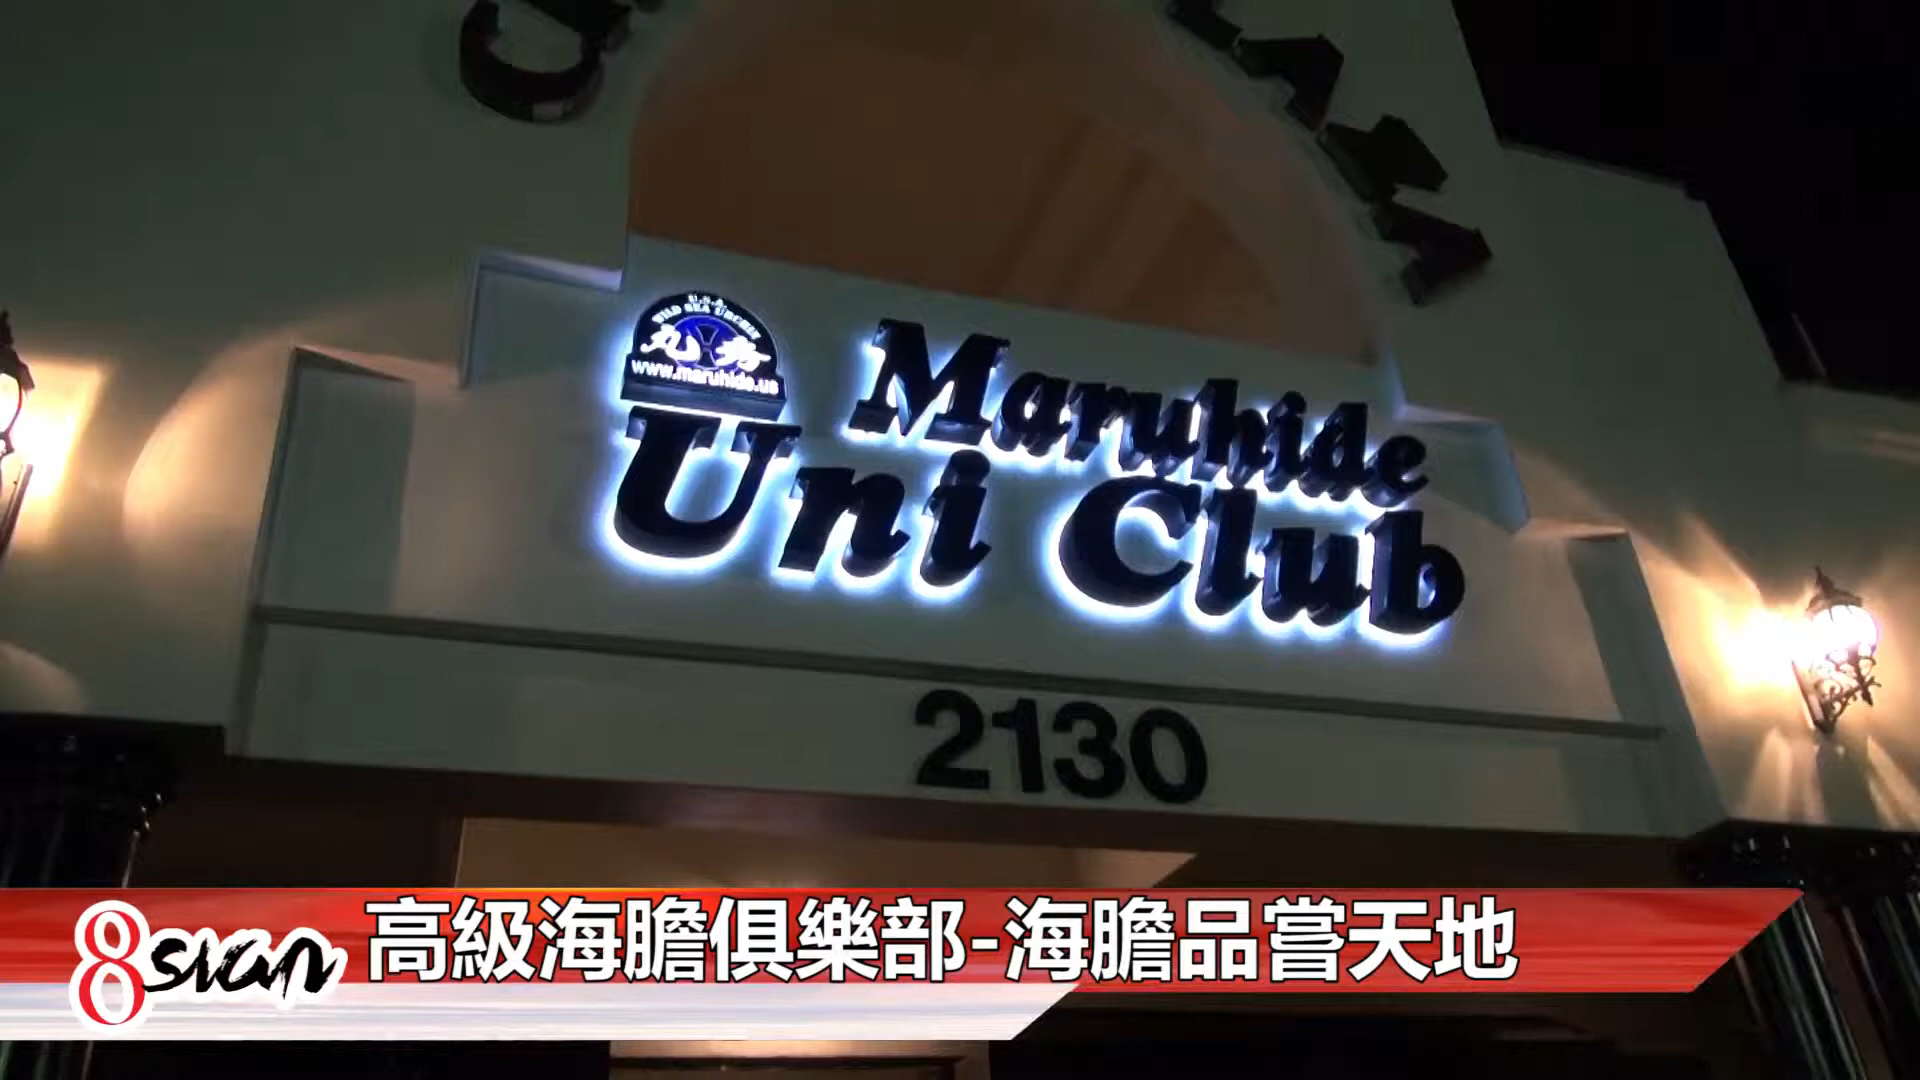 U.S.A.
WILD SEA URCHIN
丸秀
www.maruhide.us
Maruhide
Uni Club
2130
8sian
高級海膽俱樂部-海膽品嘗天地